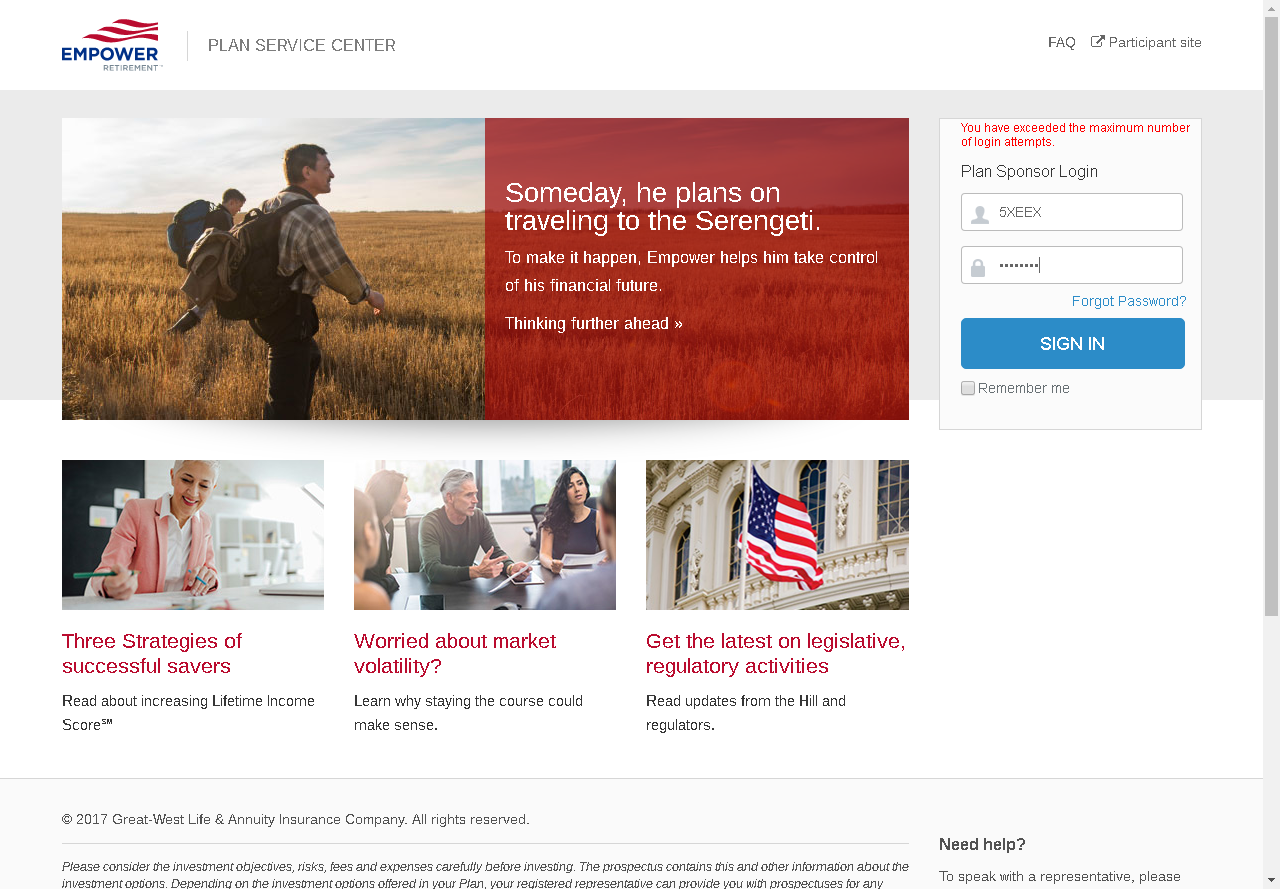 EMPOWER
RETIREMENT
PLAN SERVICE CENTER
FAQ
Participant site
Someday, he plans on
traveling to the Serengeti.
To make it happen, Empower helps him take control
of his financial future.
Thinking further ahead »
You have exceeded the maximum number
of login attempts.
Plan Sponsor Login
5XEEX
••••••••
Forgot Password?
SIGN IN
Remember me
Three Strategies of
successful savers
Read about increasing Lifetime Income
Score℠
Worried about market
volatility?
Learn why staying the course could
make sense.
Get the latest on legislative,
regulatory activities
Read updates from the Hill and
regulators.
© 2017 Great-West Life & Annuity Insurance Company. All rights reserved.
Please consider the investment objectives, risks, fees and expenses carefully before investing. The prospectus contains this and other information about the
investment options. Depending on the investment options offered in your Plan, your registered representative can provide you with prospectuses for any
Need help?
To speak with a representative, please